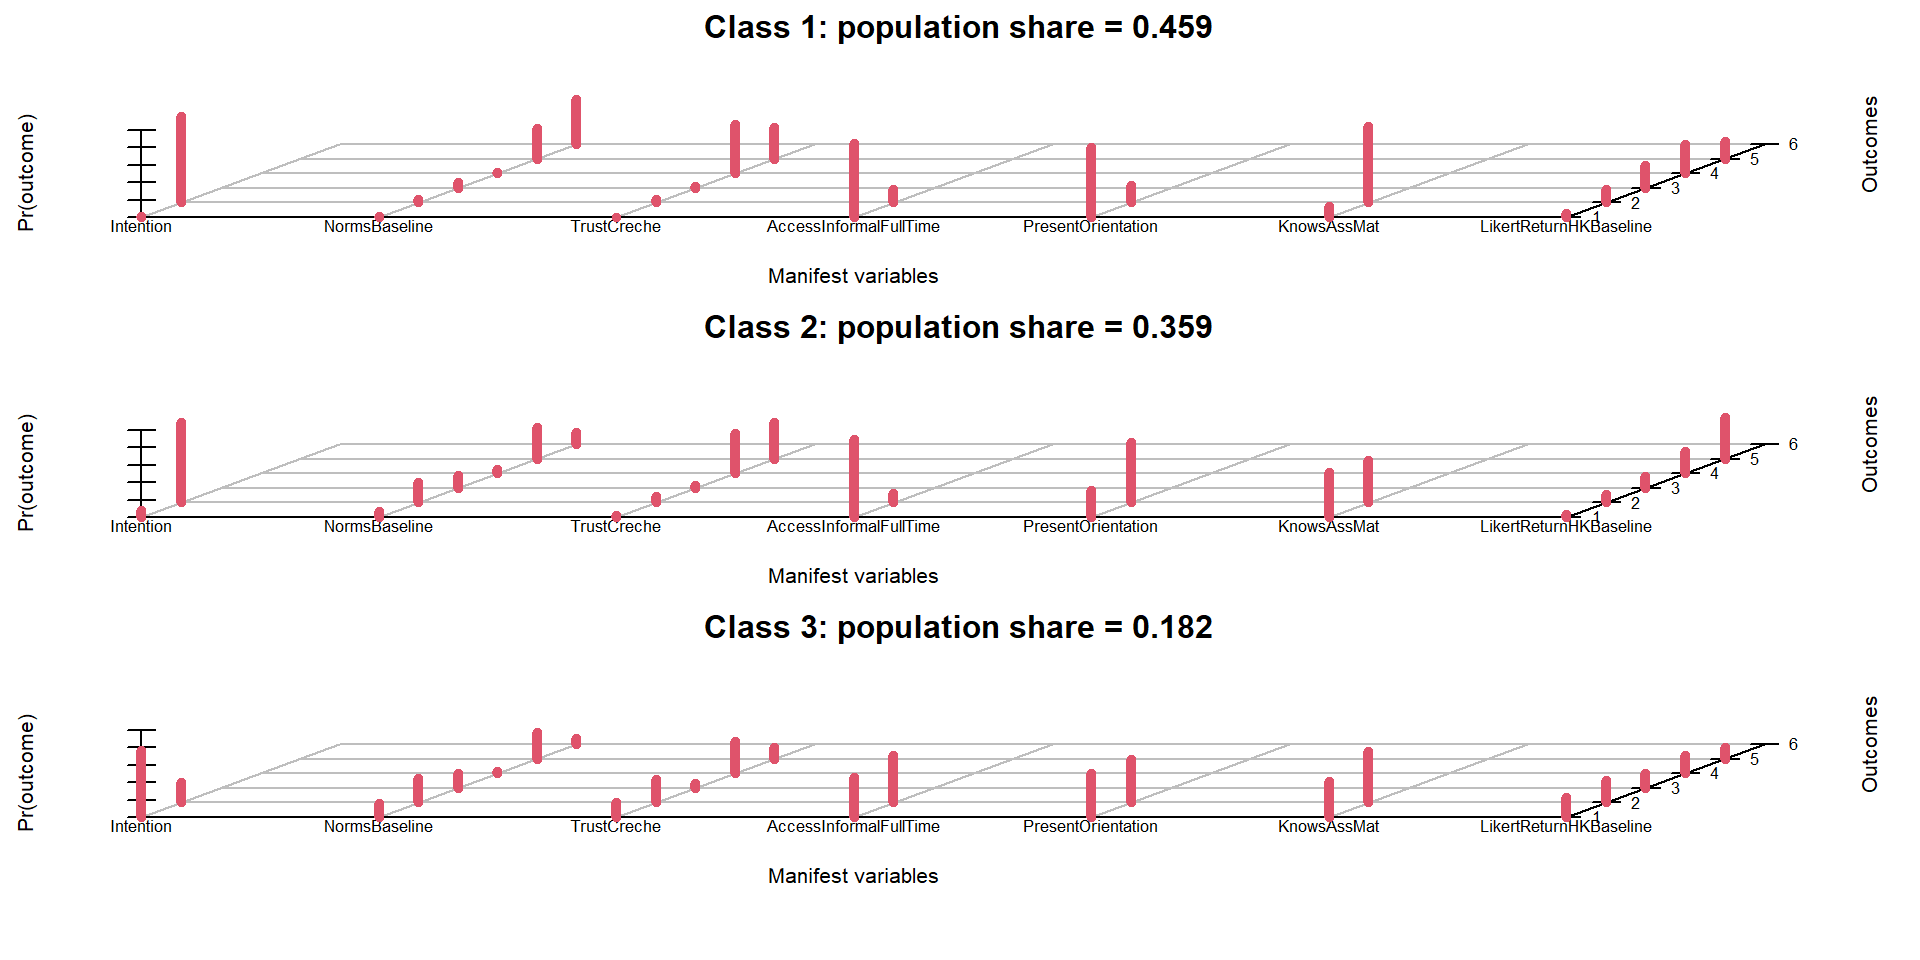 Class 1: population share = 0.459
Pr(outcome)
Outcomes
6
5
4
3
2
1
Intention NormsBaseline TrustCreche AccessInformalFullTime PresentOrientation KnowsAssMat LikertReturnHKBaseline
Manifest variables
Class 2: population share = 0.359
Pr(outcome)
Outcomes
6
5
4
3
2
1
Intention NormsBaseline TrustCreche AccessInformalFullTime PresentOrientation KnowsAssMat LikertReturnHKBaseline
Manifest variables
Class 3: population share = 0.182
Pr(outcome)
Outcomes
6
5
4
3
2
1
Intention NormsBaseline TrustCreche AccessInformalFullTime PresentOrientation KnowsAssMat LikertReturnHKBaseline
Manifest variables